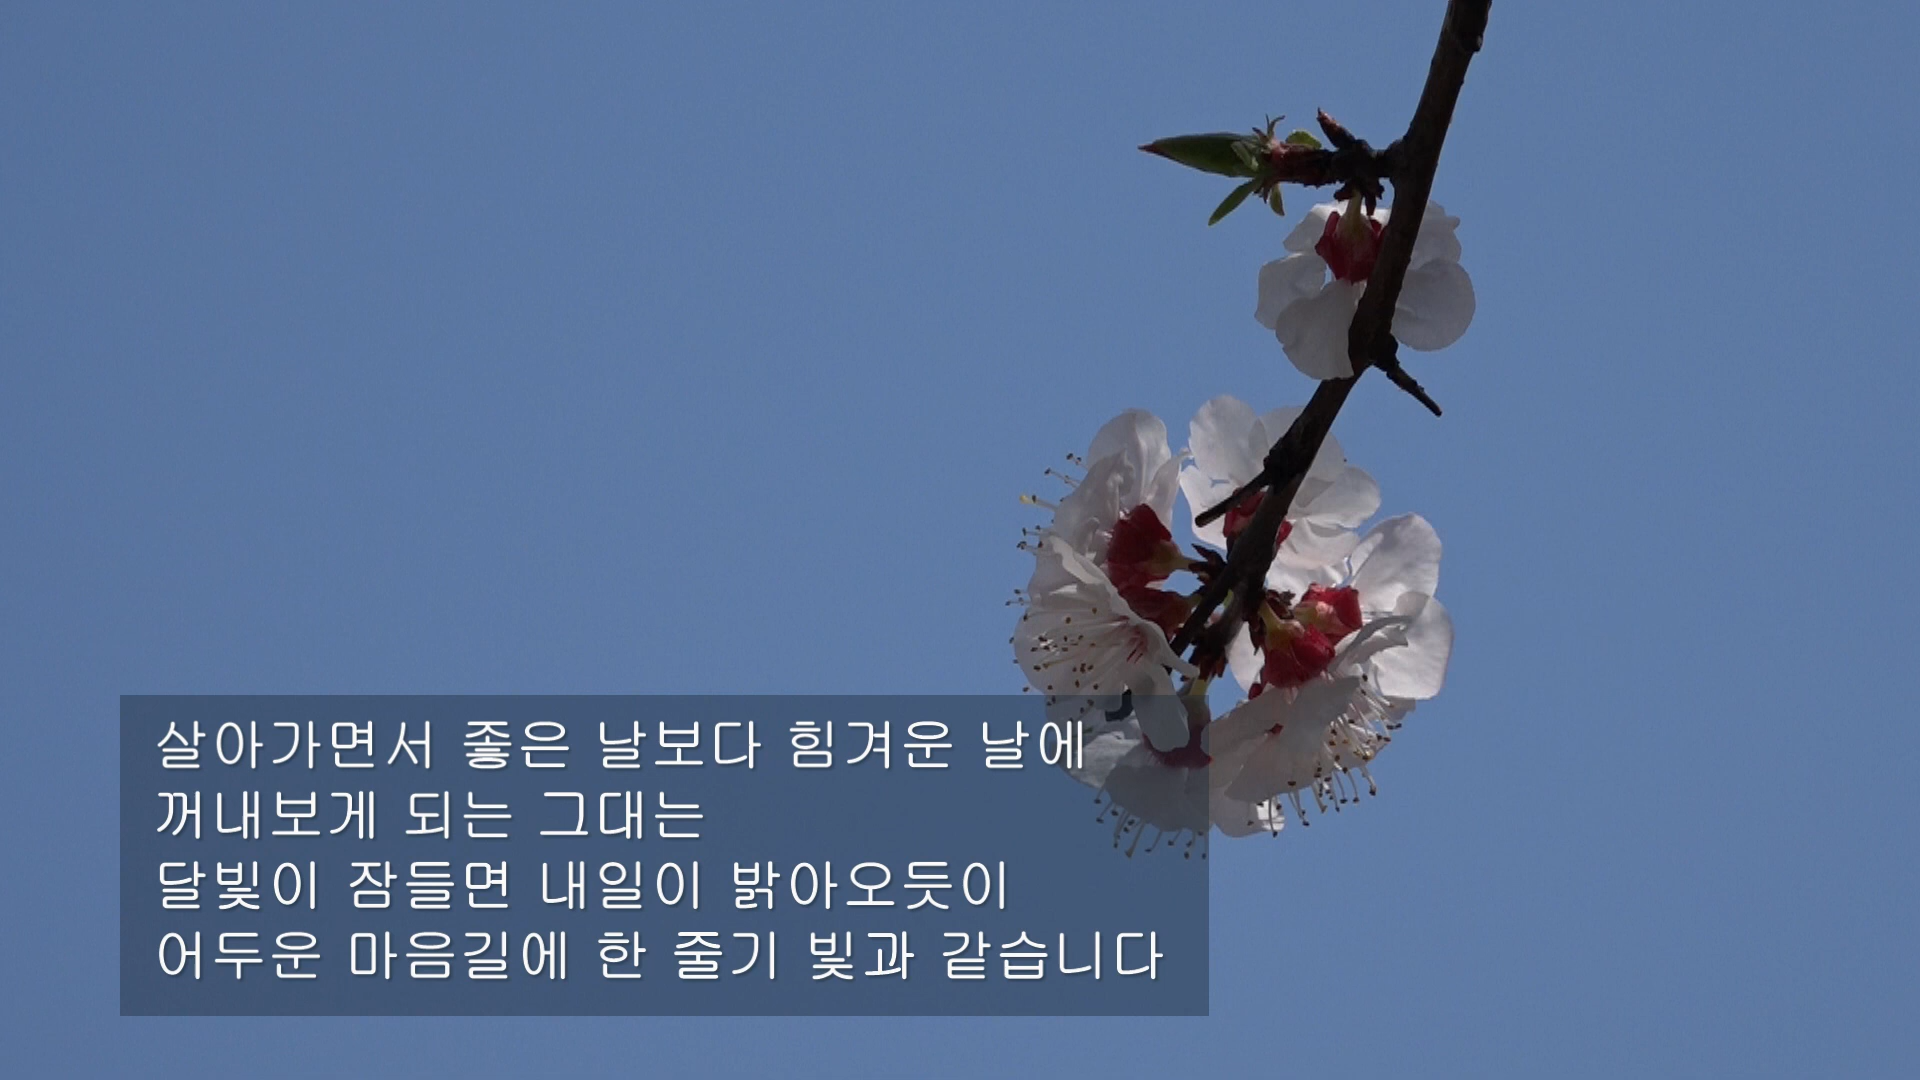 살아가면서 좋은 날보다 힘겨운 날에
꺼내보게 되는 그대는
달빛이 잠들면 내일이 밝아오듯이
어두운 마음길에 한 줄기 빛과 같습니다